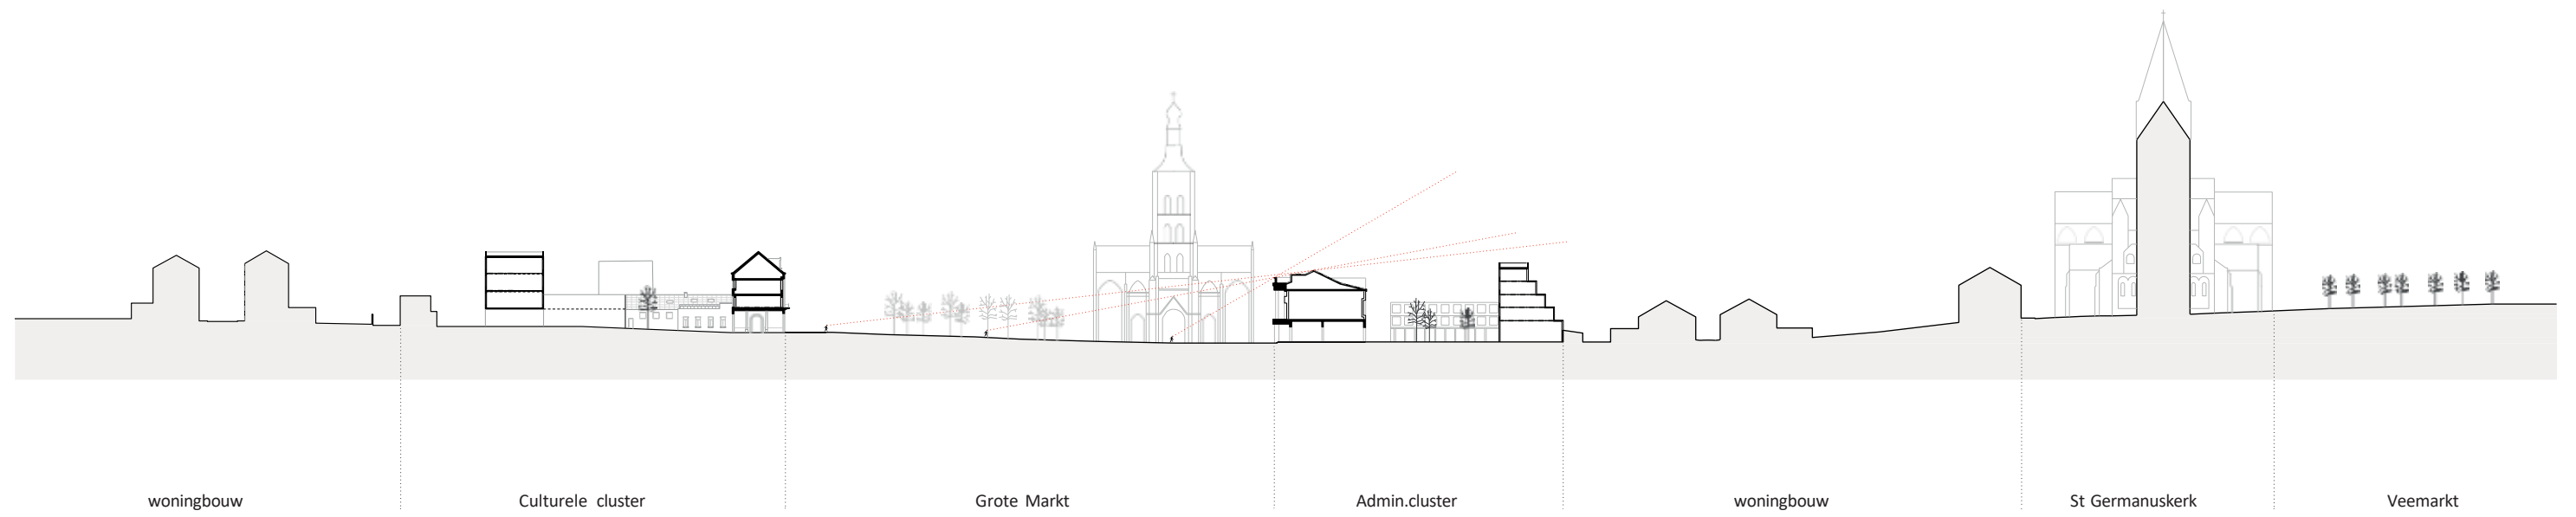 woningbouw
Culturele cluster
Grote Markt
Admin.cluster
woningbouw
St Germanuskerk
Veemarkt